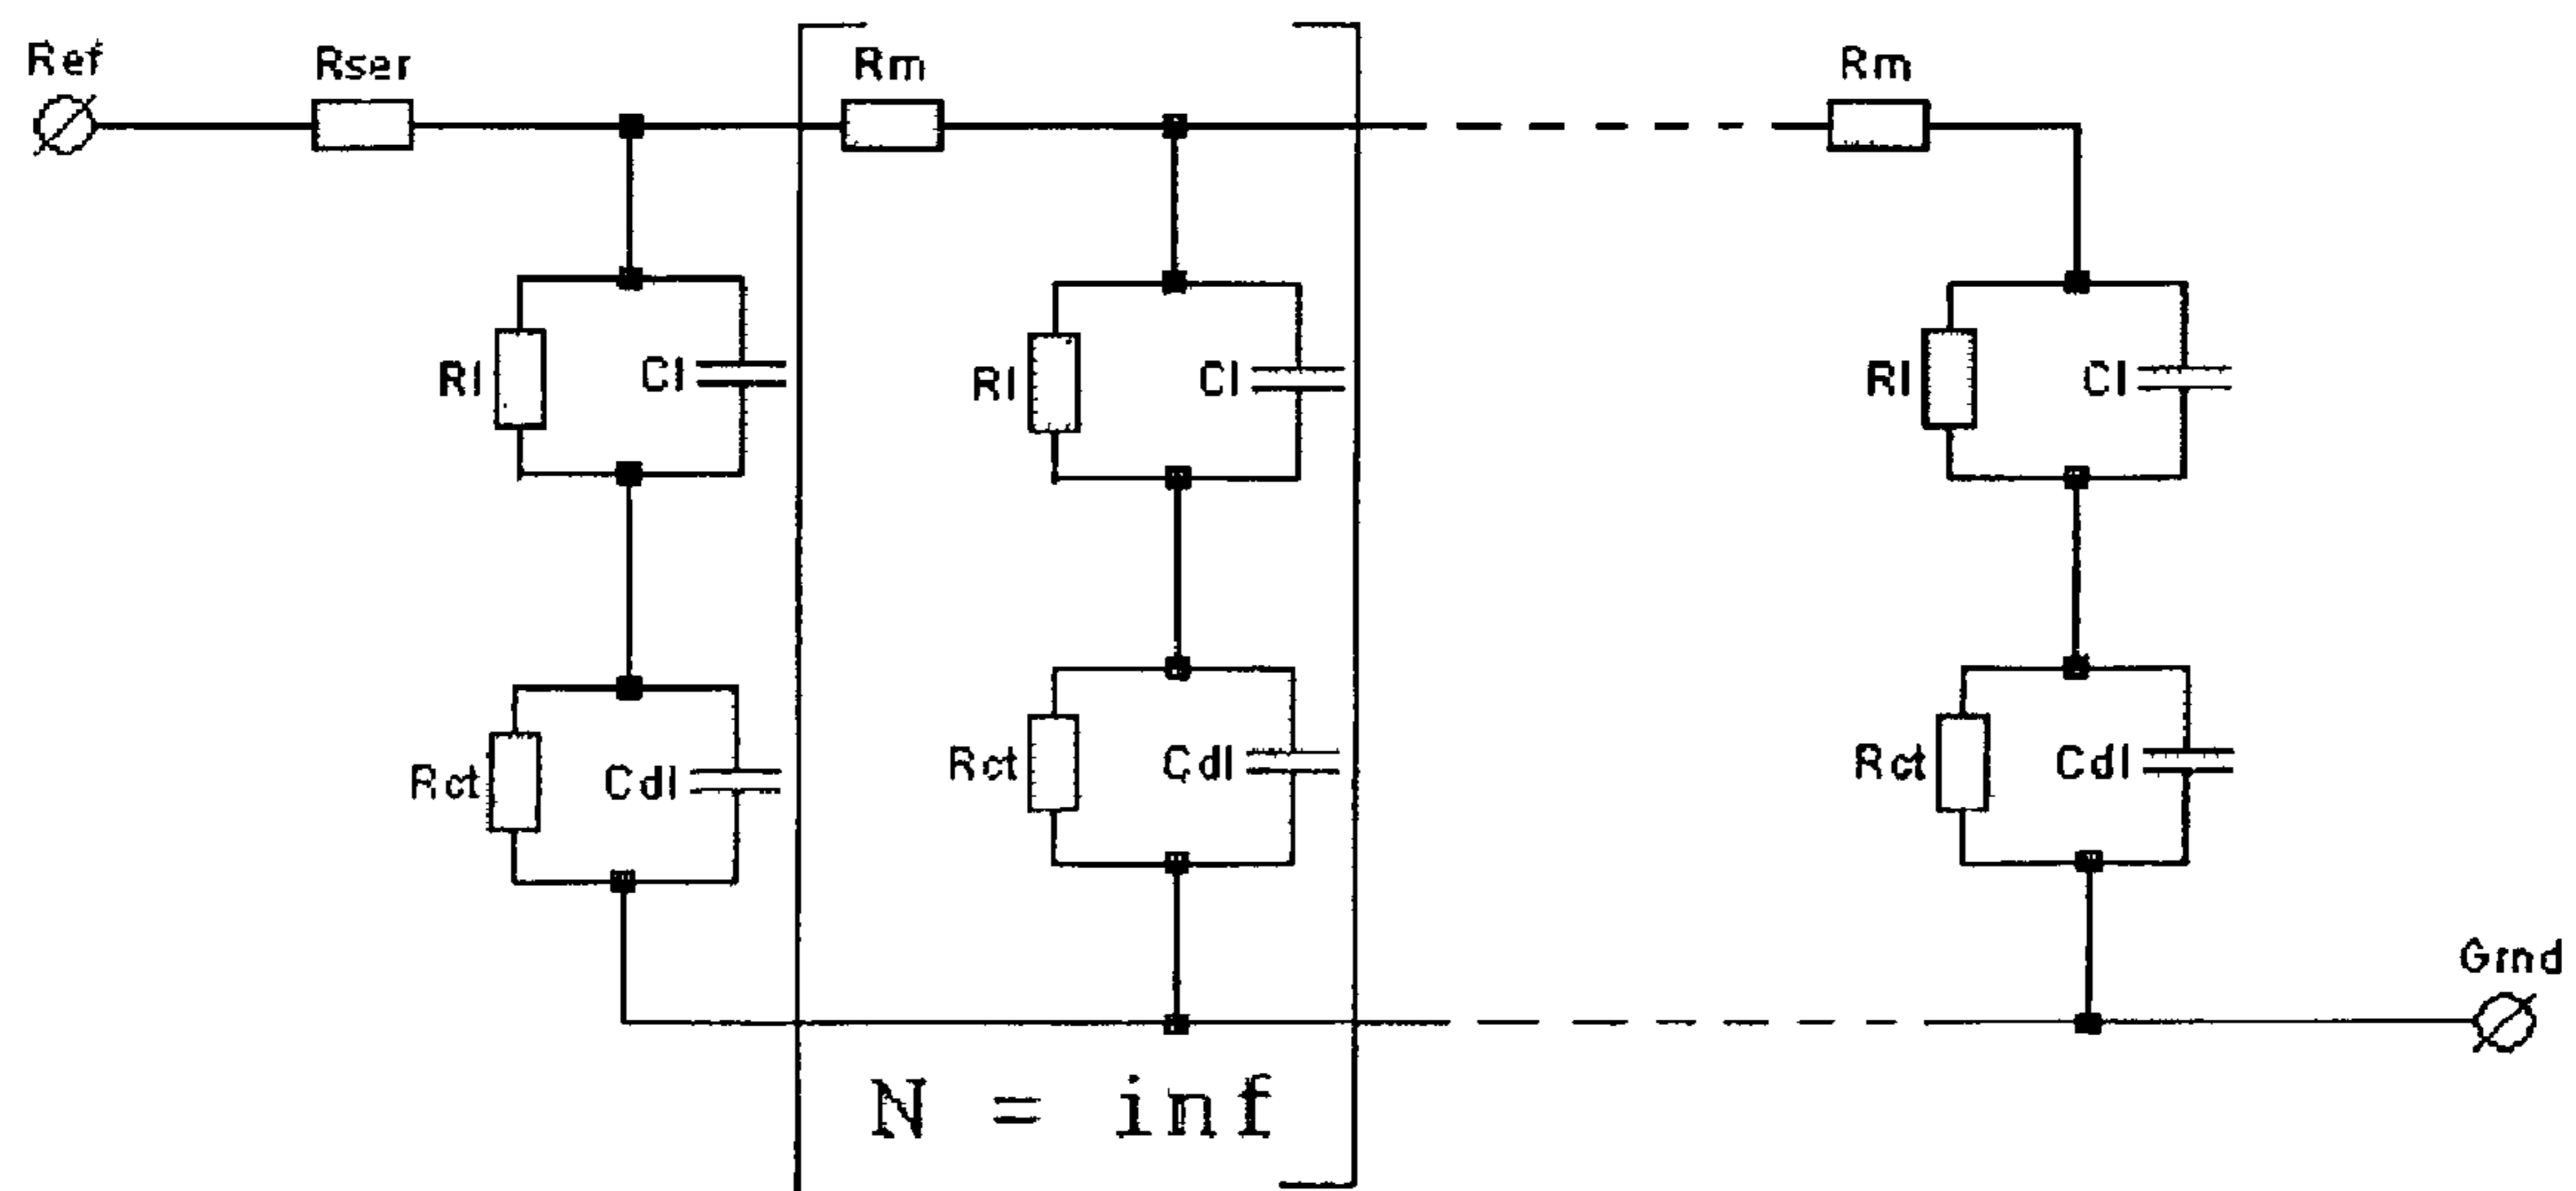 Ref
Rser
Rm
Rm
Rl
Cl
Rl
Cl
Rl
Cl
Rct
Cdl
Rct
Cdl
Rct
Cdl
Grnd
N = inf